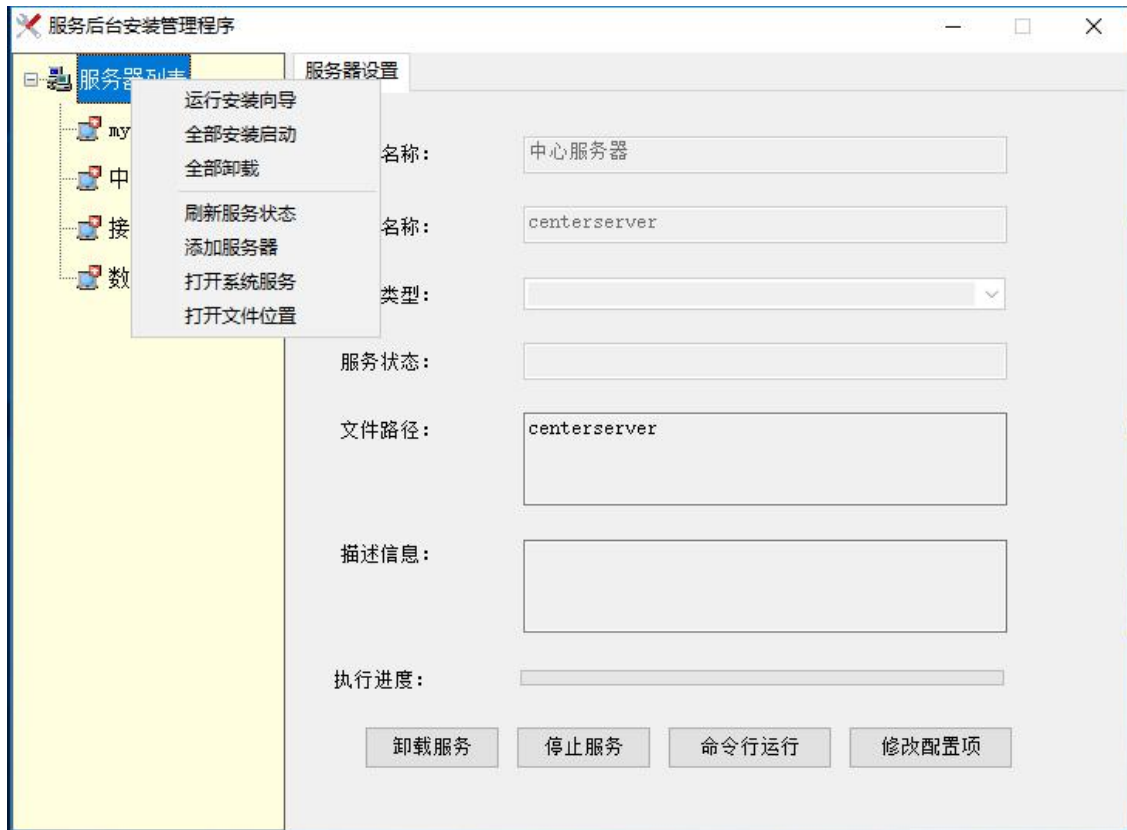 服务后台安装管理程序
服务器列表
my
中
接
数
运行安装向导
全部安装启动
全部卸载
刷新服务状态
添加服务器
打开系统服务
打开文件位置
服务器设置
名称：
中心服务器
名称：
centerserver
类型：
服务状态：
文件路径：
centerserver
描述信息：
执行进度：
卸载服务
停止服务
命令行运行
修改配置项